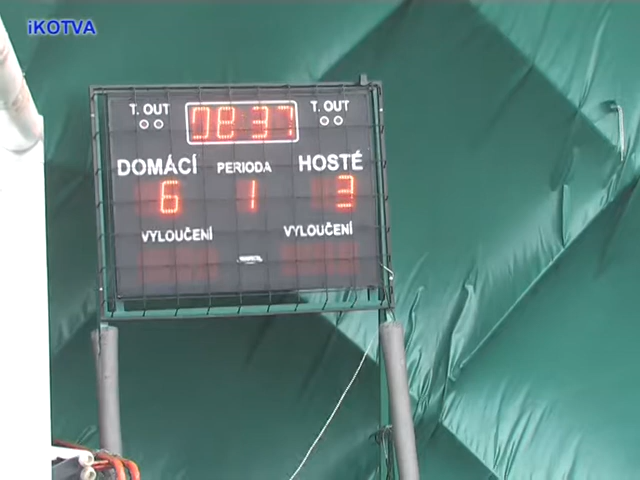 iKOTVA
T. OUT 08:37 T. OUT
DOMÁCÍ PERIODA HOSTÉ
6 1 3
VYLOUČENÍ VYLOUČENÍ